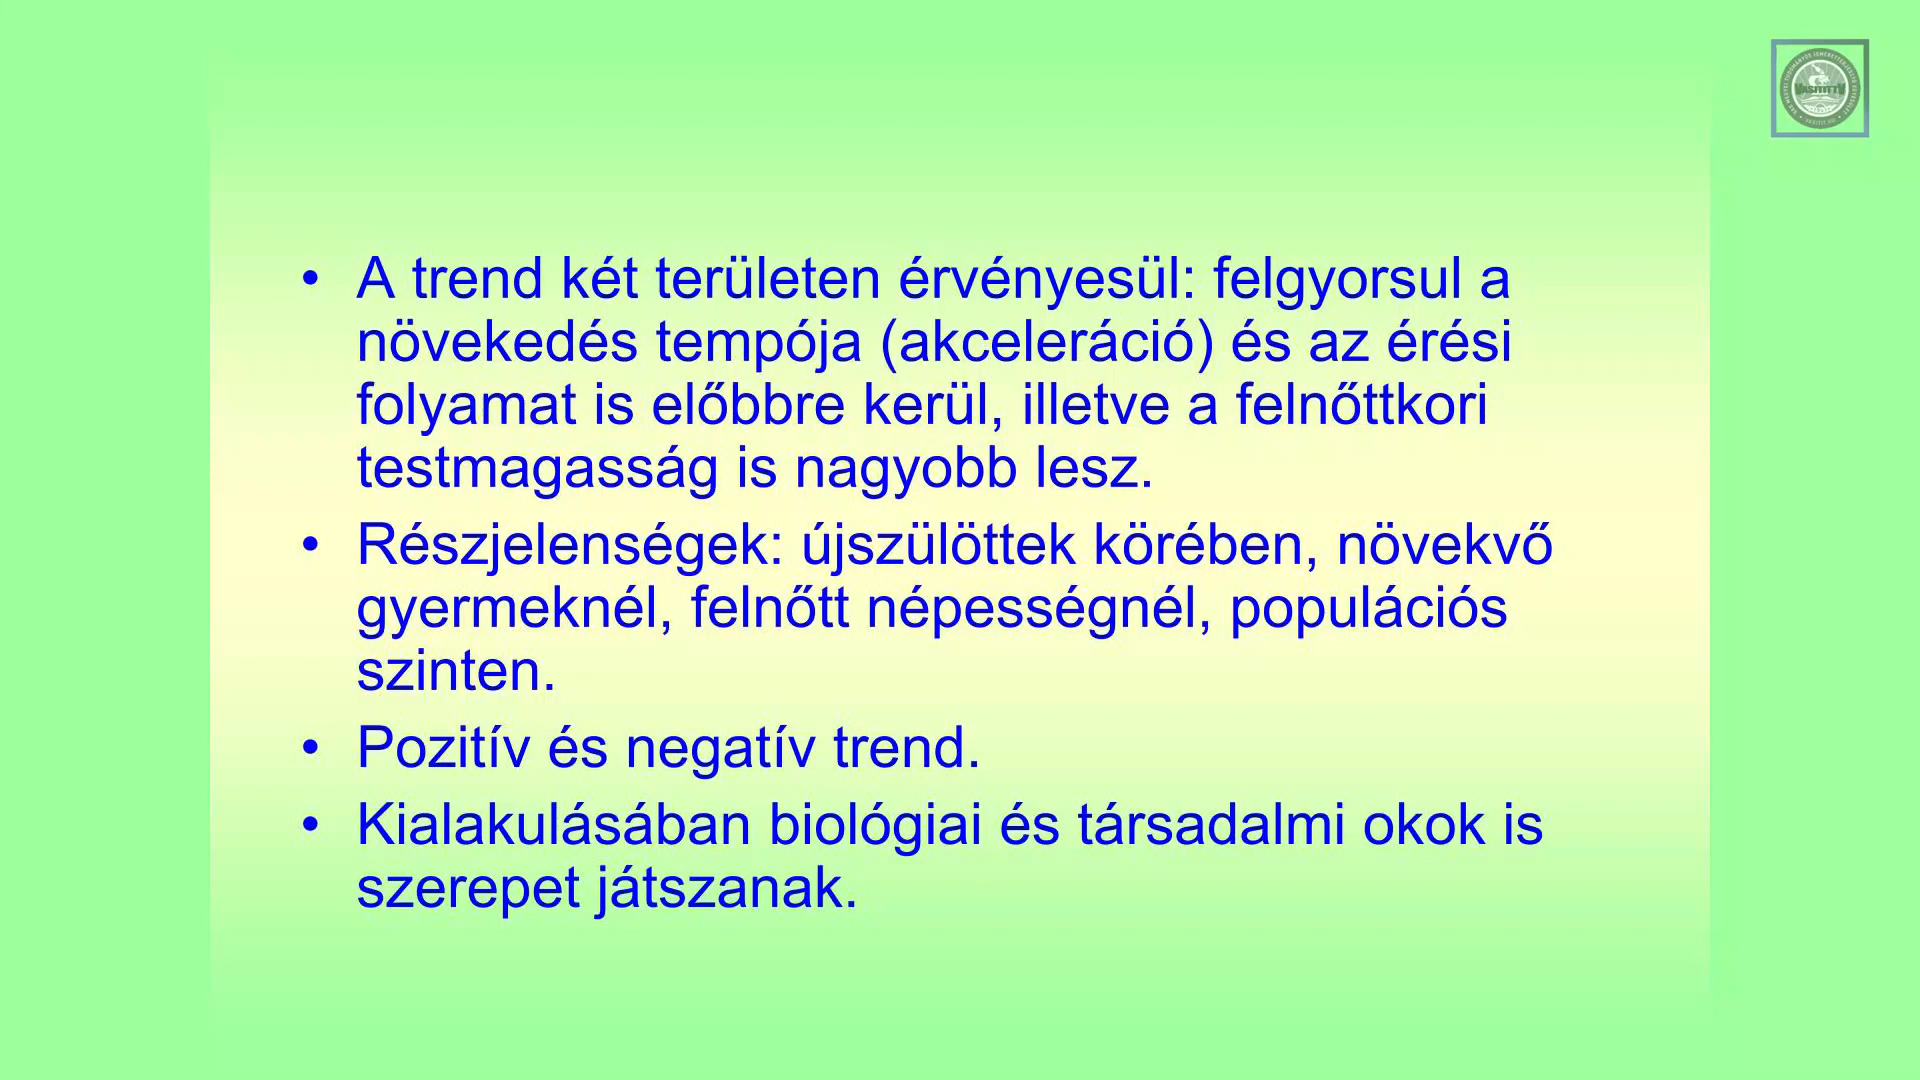 • A trend két területen érvényesül: felgyorsul a
növekedés tempója (akceleráció) és az érési
folyamat is előbbre kerül, illetve a felnőttkori
testmagasság is nagyobb lesz.
• Részjelenségek: újszülöttek körében, növekvő
gyermeknél, felnőtt népességnél, populációs
szinten.
• Pozitív és negatív trend.
• Kialakulásában biológiai és társadalmi okok is
szerepet játszanak.